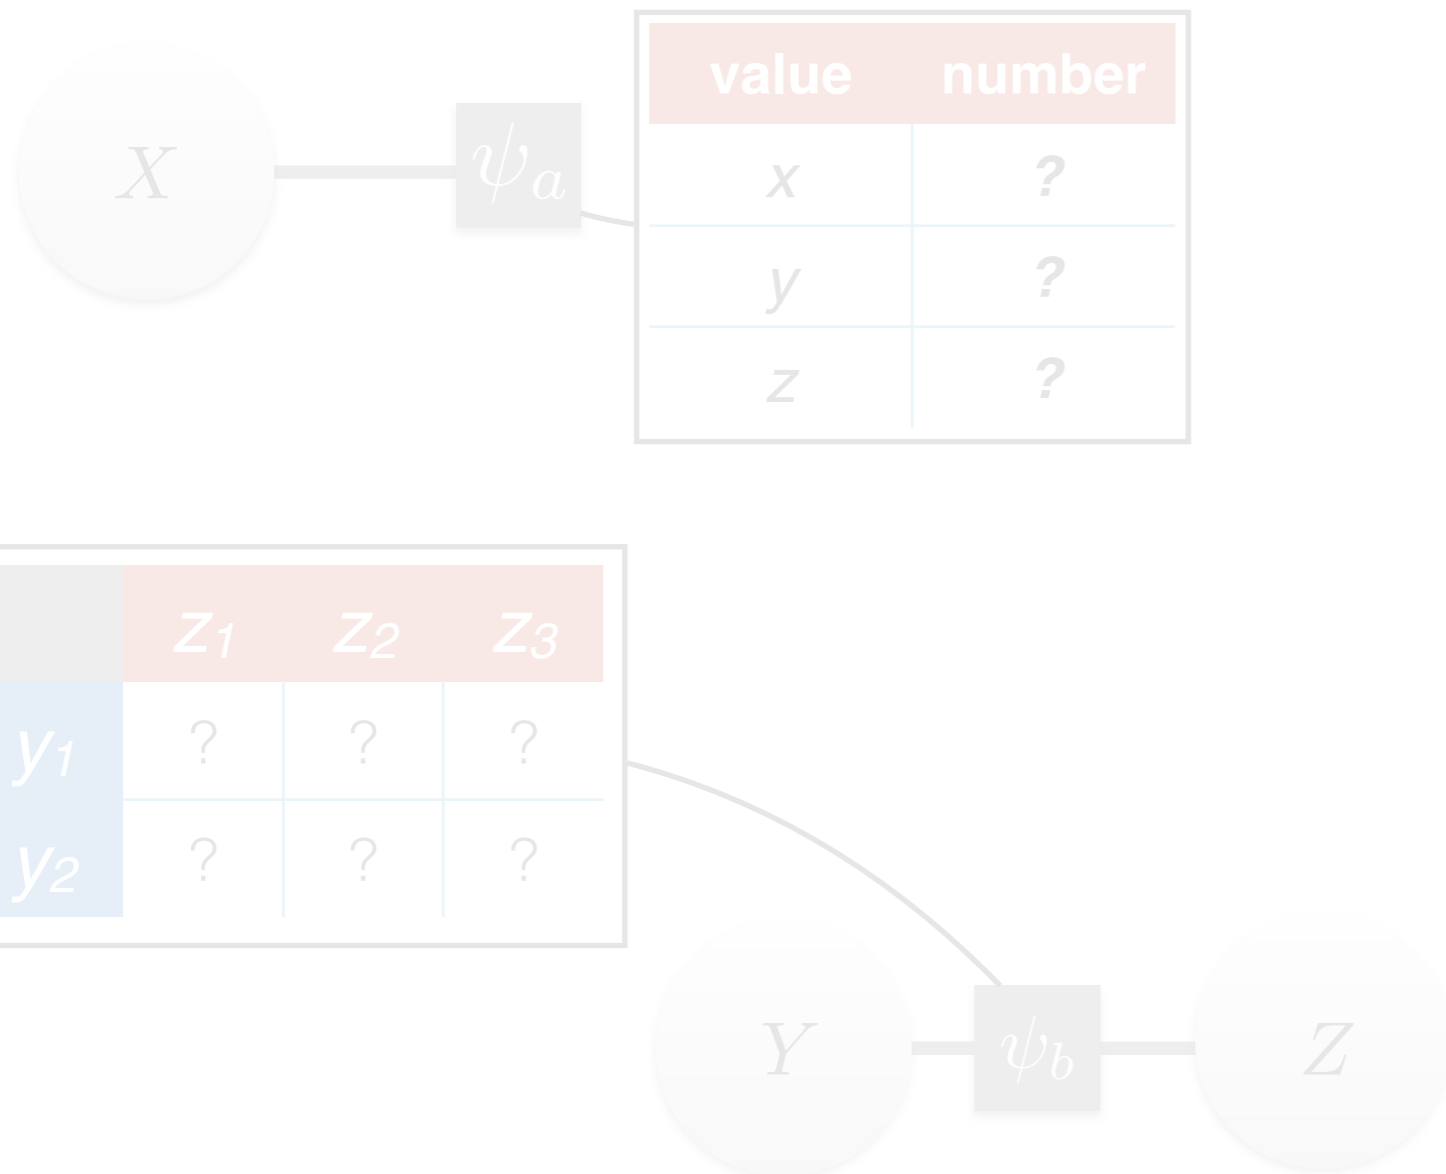 value number
X ψa x ?
y ?
z ?
z1 z2 z3
y1 ? ? ?
y2 ? ? ?
Y ψb Z